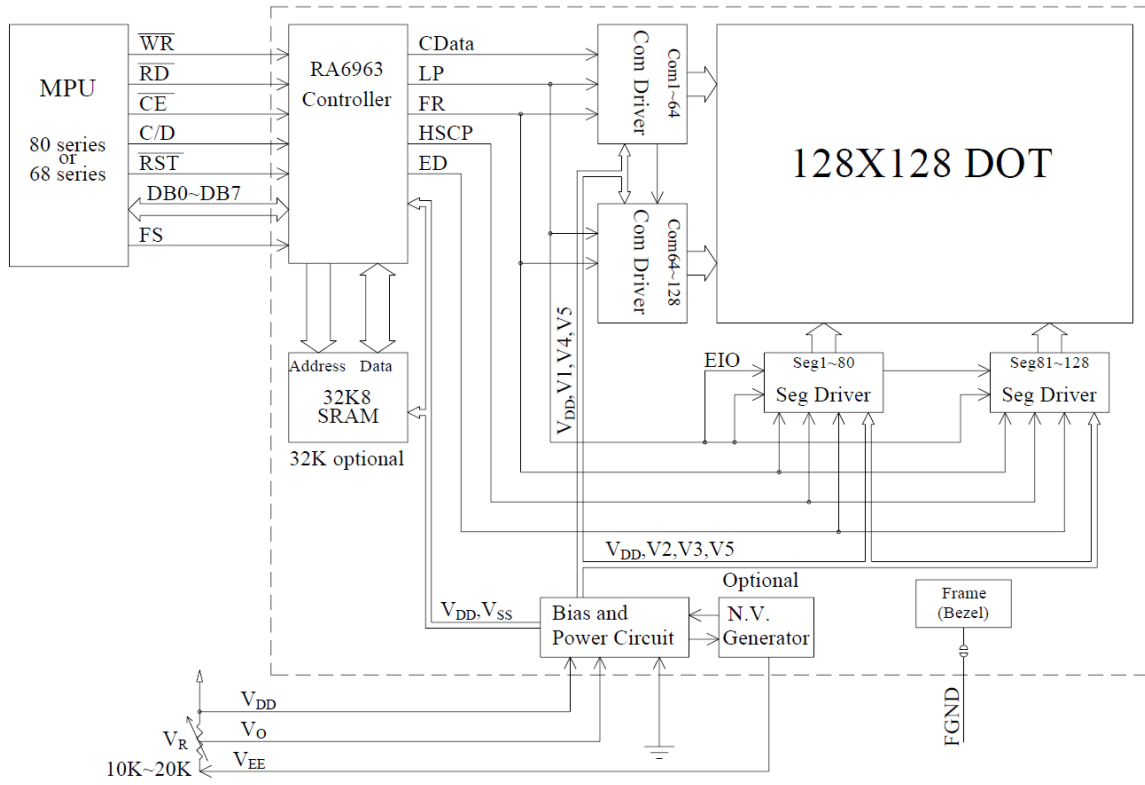 MPU
80 series
or
68 series
WR
RD
CE
C/D
RST
DB0~DB7
FS
RA6963
Controller
CData
LP
FR
HSCP
ED
Com Driver
Com1~64
Com Driver
Com64~128
128X128 DOT
Address Data
32K8
SRAM
32K optional
VDD,V1,V4,V5
EIO
Seg1~80
Seg Driver
Seg81~128
Seg Driver
VDD,V2,V3,V5
Optional
VDD,VSS
Bias and
Power Circuit
N.V.
Generator
Frame
(Bezel)
FGND
VDD
VR
VO
VEE
10K~20K